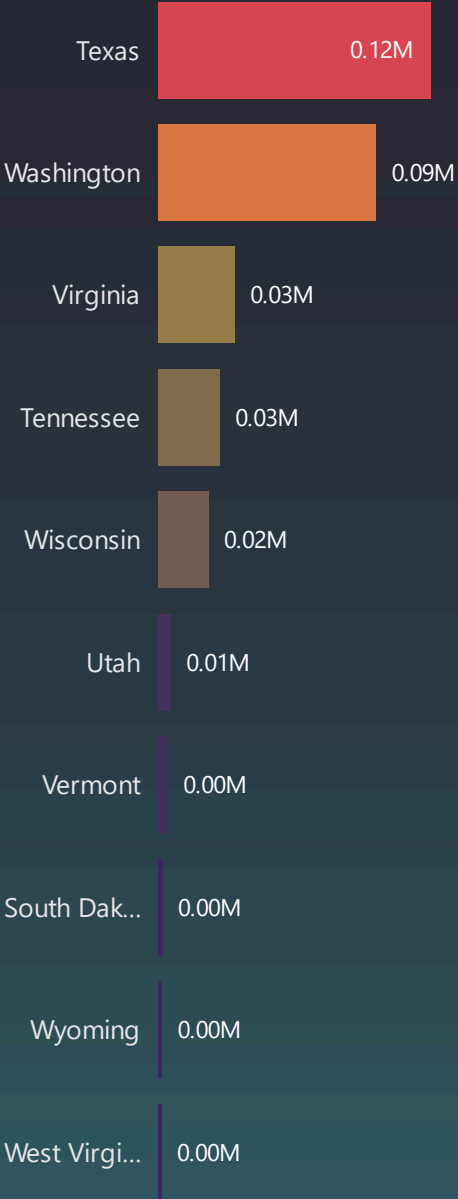 Texas 0.12M
Washington 0.09M
Virginia 0.03M
Tennessee 0.03M
Wisconsin 0.02M
Utah 0.01M
Vermont 0.00M
South Dak... 0.00M
Wyoming 0.00M
West Virgi... 0.00M